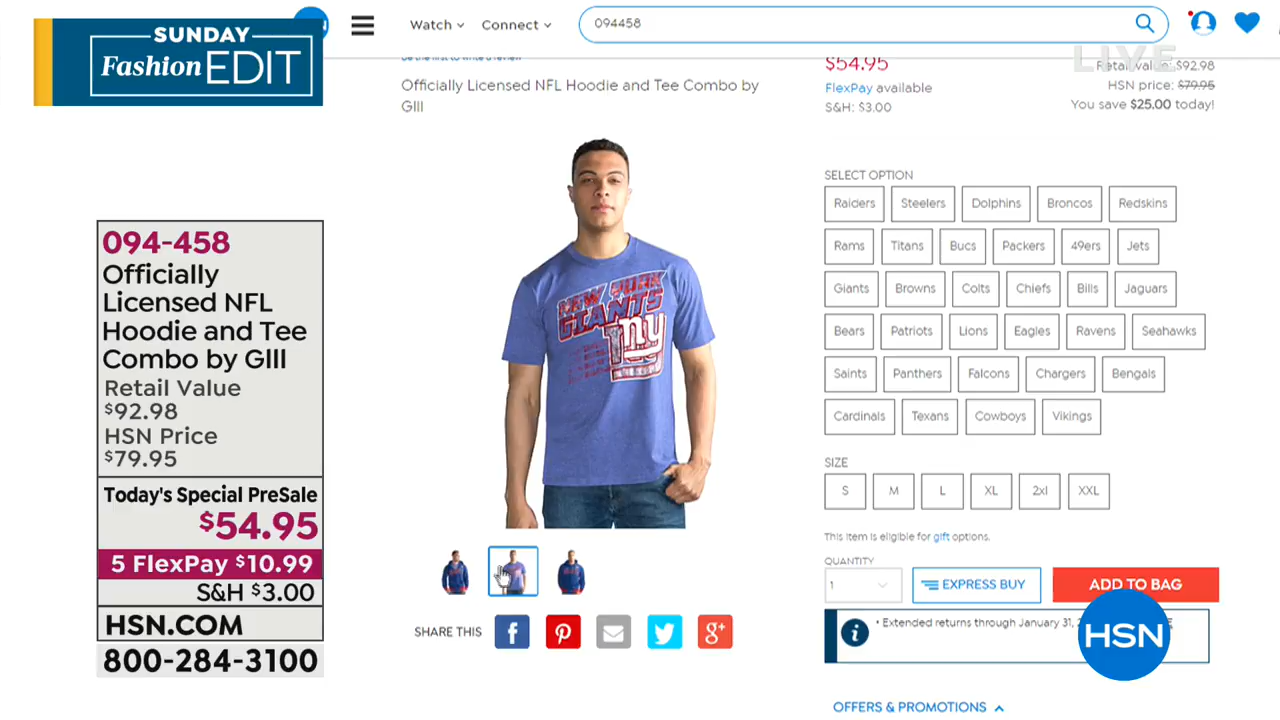 SUNDAY
Fashion EDIT
Watch
Connect
094458
LIVE
Officially Licensed NFL Hoodie and Tee Combo by
GIII
$54.95
FlexPay available
S&H: $3.00
Retail value: $92.98
HSN price: $79.95
You save $25.00 today!
094-458
Officially
Licensed NFL
Hoodie and Tee
Combo by GIII
Retail Value
$92.98
HSN Price
$79.95
Today's Special PreSale
$54.95
5 FlexPay $10.99
S&H $3.00
HSN.COM
800-284-3100
NEW YORK
GIANTS
ny
SHARE THIS
SELECT OPTION
Raiders Steelers Dolphins Broncos Redskins
Rams Titans Bucs Packers 49ers Jets
Giants Browns Colts Chiefs Bills Jaguars
Bears Patriots Lions Eagles Ravens Seahawks
Saints Panthers Falcons Chargers Bengals
Cardinals Texans Cowboys Vikings
SIZE
S M L XL 2xl XXL
This item is eligible for gift options.
QUANTITY
1
EXPRESS BUY
ADD TO BAG
• Extended returns through January 31,
HSN
OFFERS & PROMOTIONS